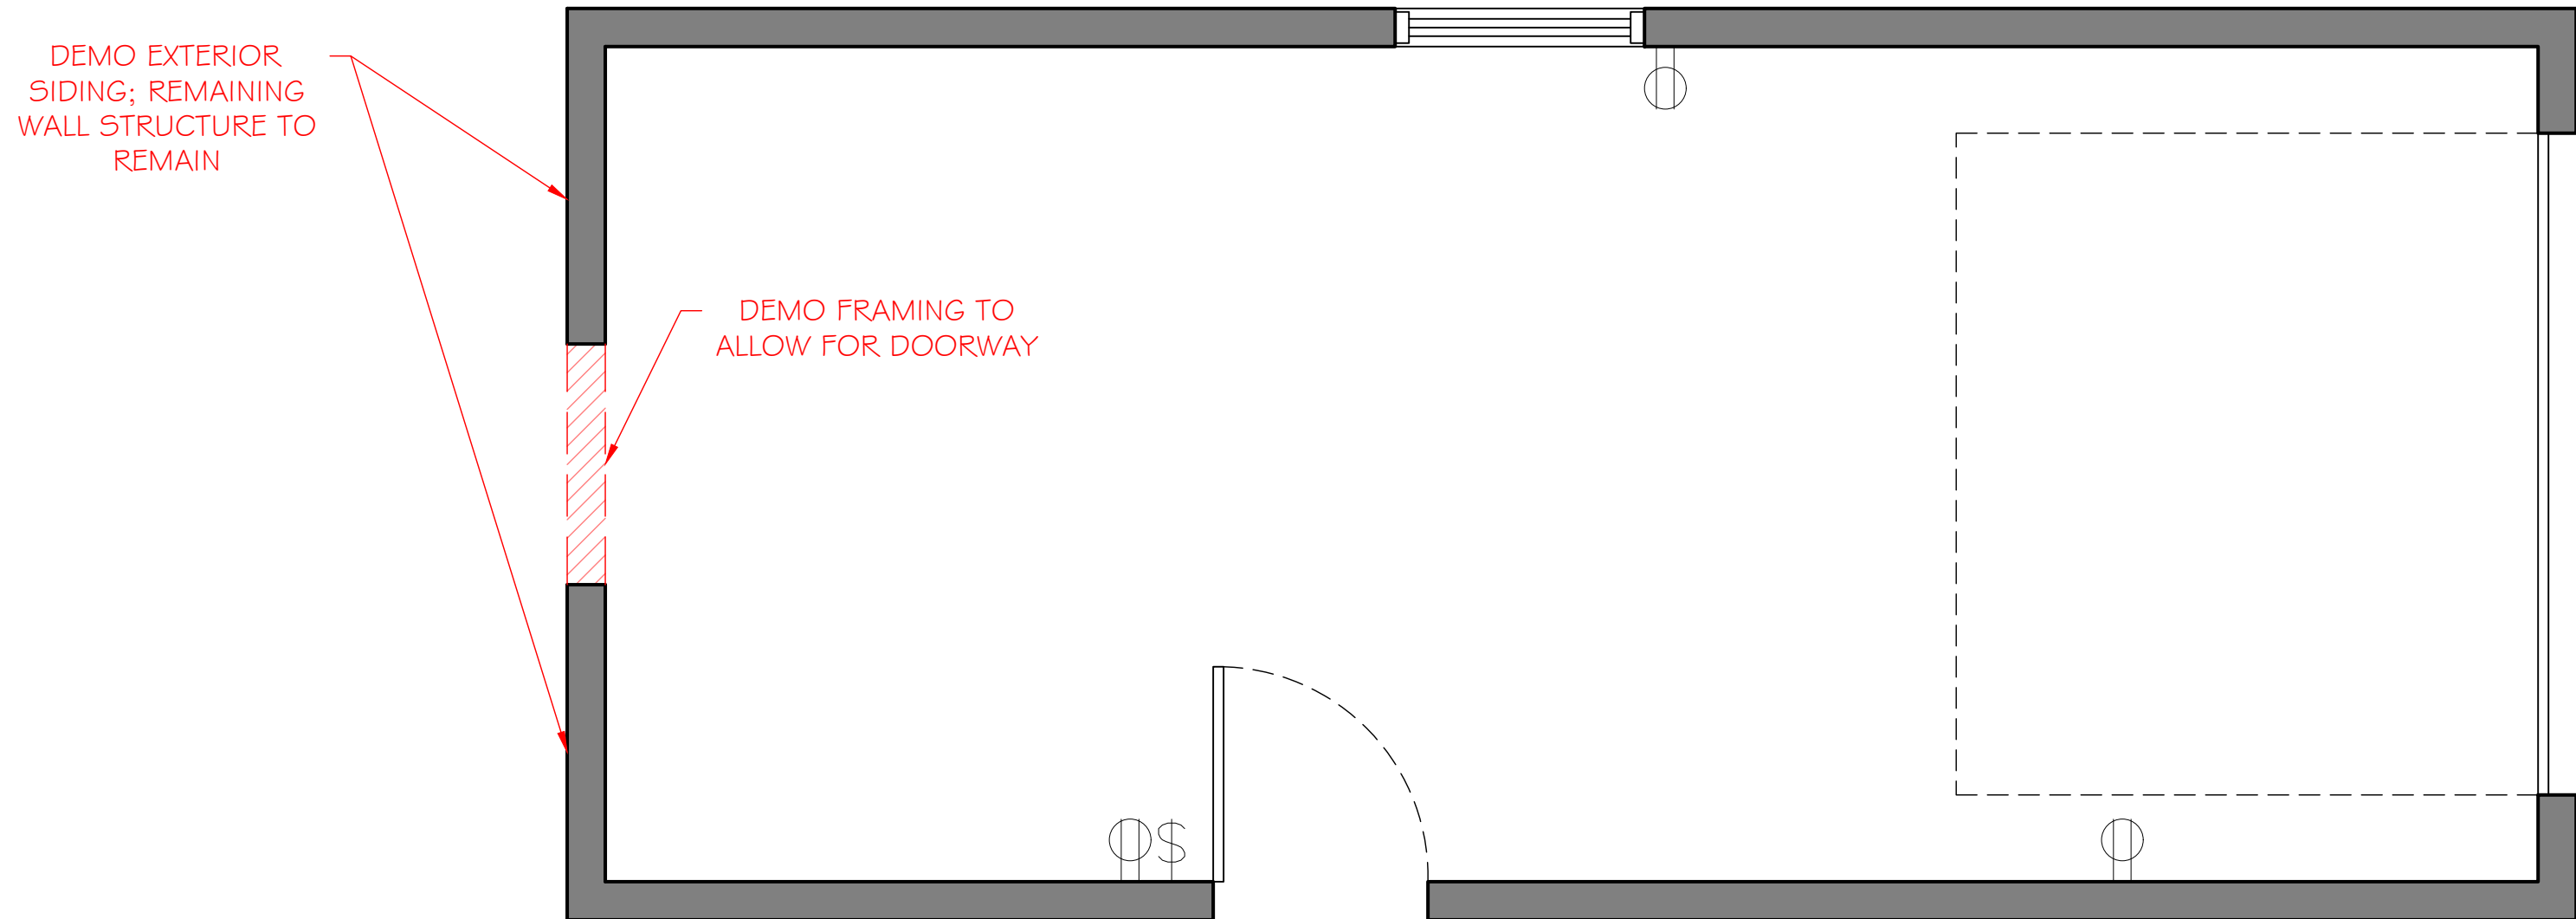 DEMO EXTERIOR
SIDING; REMAINING
WALL STRUCTURE TO
REMAIN
DEMO FRAMING TO
ALLOW FOR DOORWAY
$